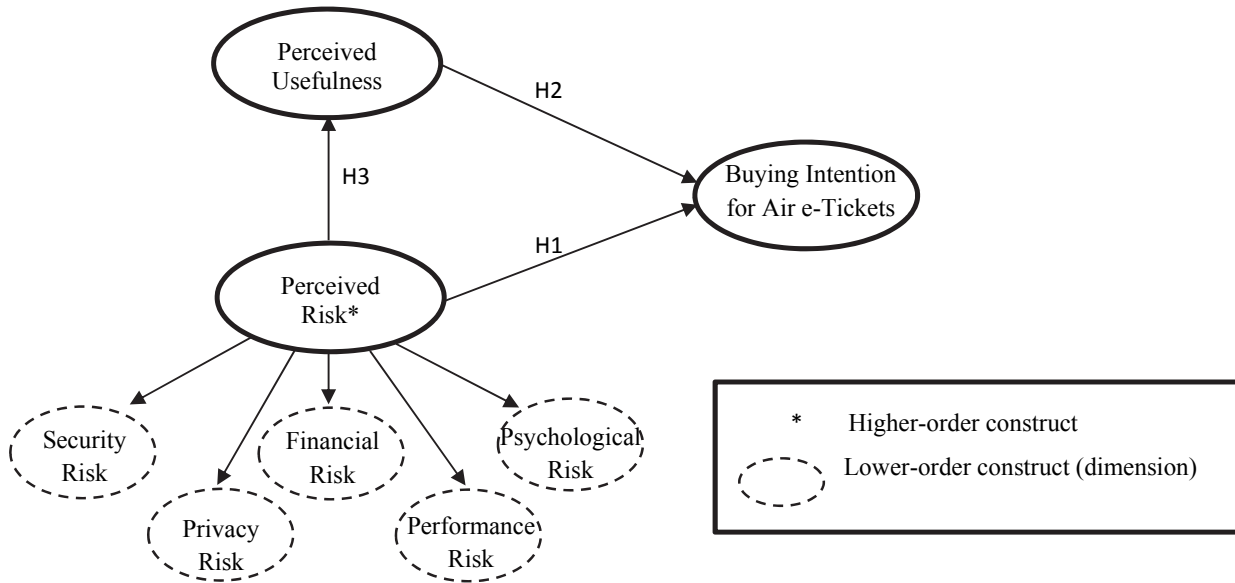 Perceived
Usefulness
H2
H3
Buying Intention
for Air e-Tickets
H1
Perceived
Risk*
Security
Risk
Financial
Risk
Psychological
Risk
Privacy
Risk
Performance
Risk
* Higher-order construct
Lower-order construct (dimension)